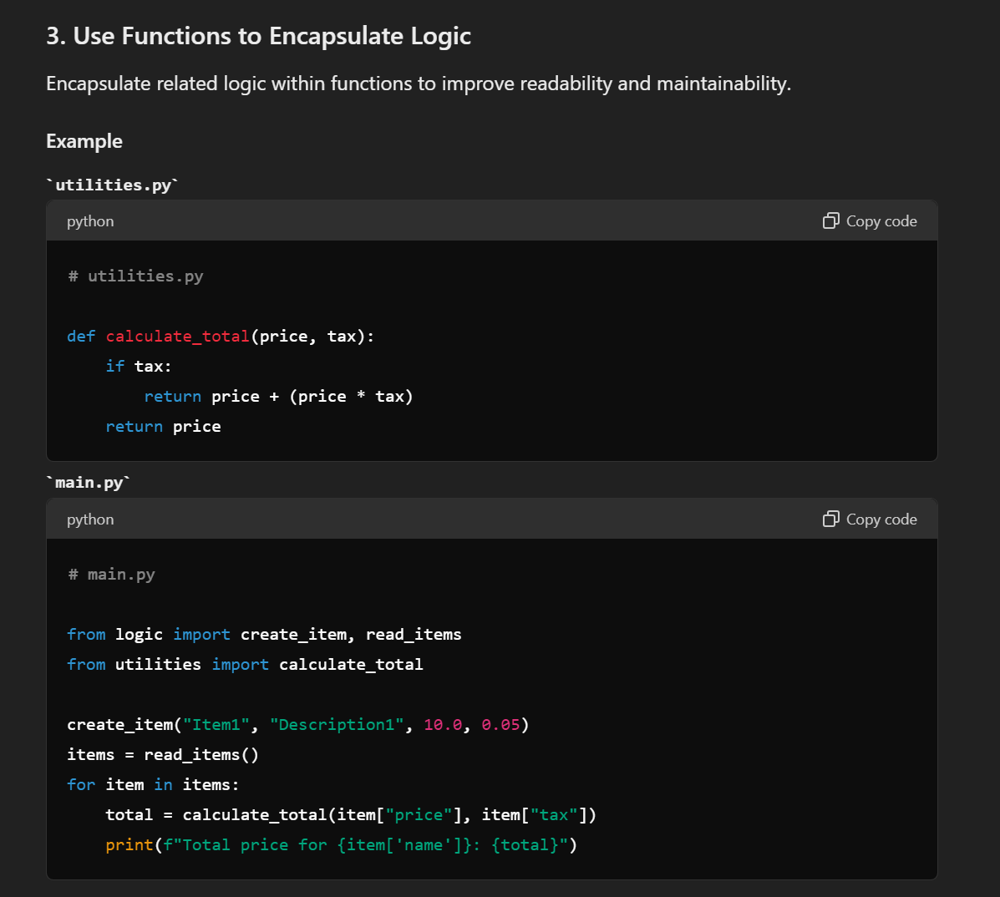 3. Use Functions to Encapsulate Logic
Encapsulate related logic within functions to improve readability and maintainability.
Example
`utilities.py`
python
Copy code
# utilities.py
def calculate_total(price, tax):
    if tax:
        return price + (price * tax)
    return price
`main.py`
python
Copy code
# main.py
from logic import create_item, read_items
from utilities import calculate_total
create_item("Item1", "Description1", 10.0, 0.05)
items = read_items()
for item in items:
    total = calculate_total(item["price"], item["tax"])
    print(f"Total price for {item['name']}: {total}")